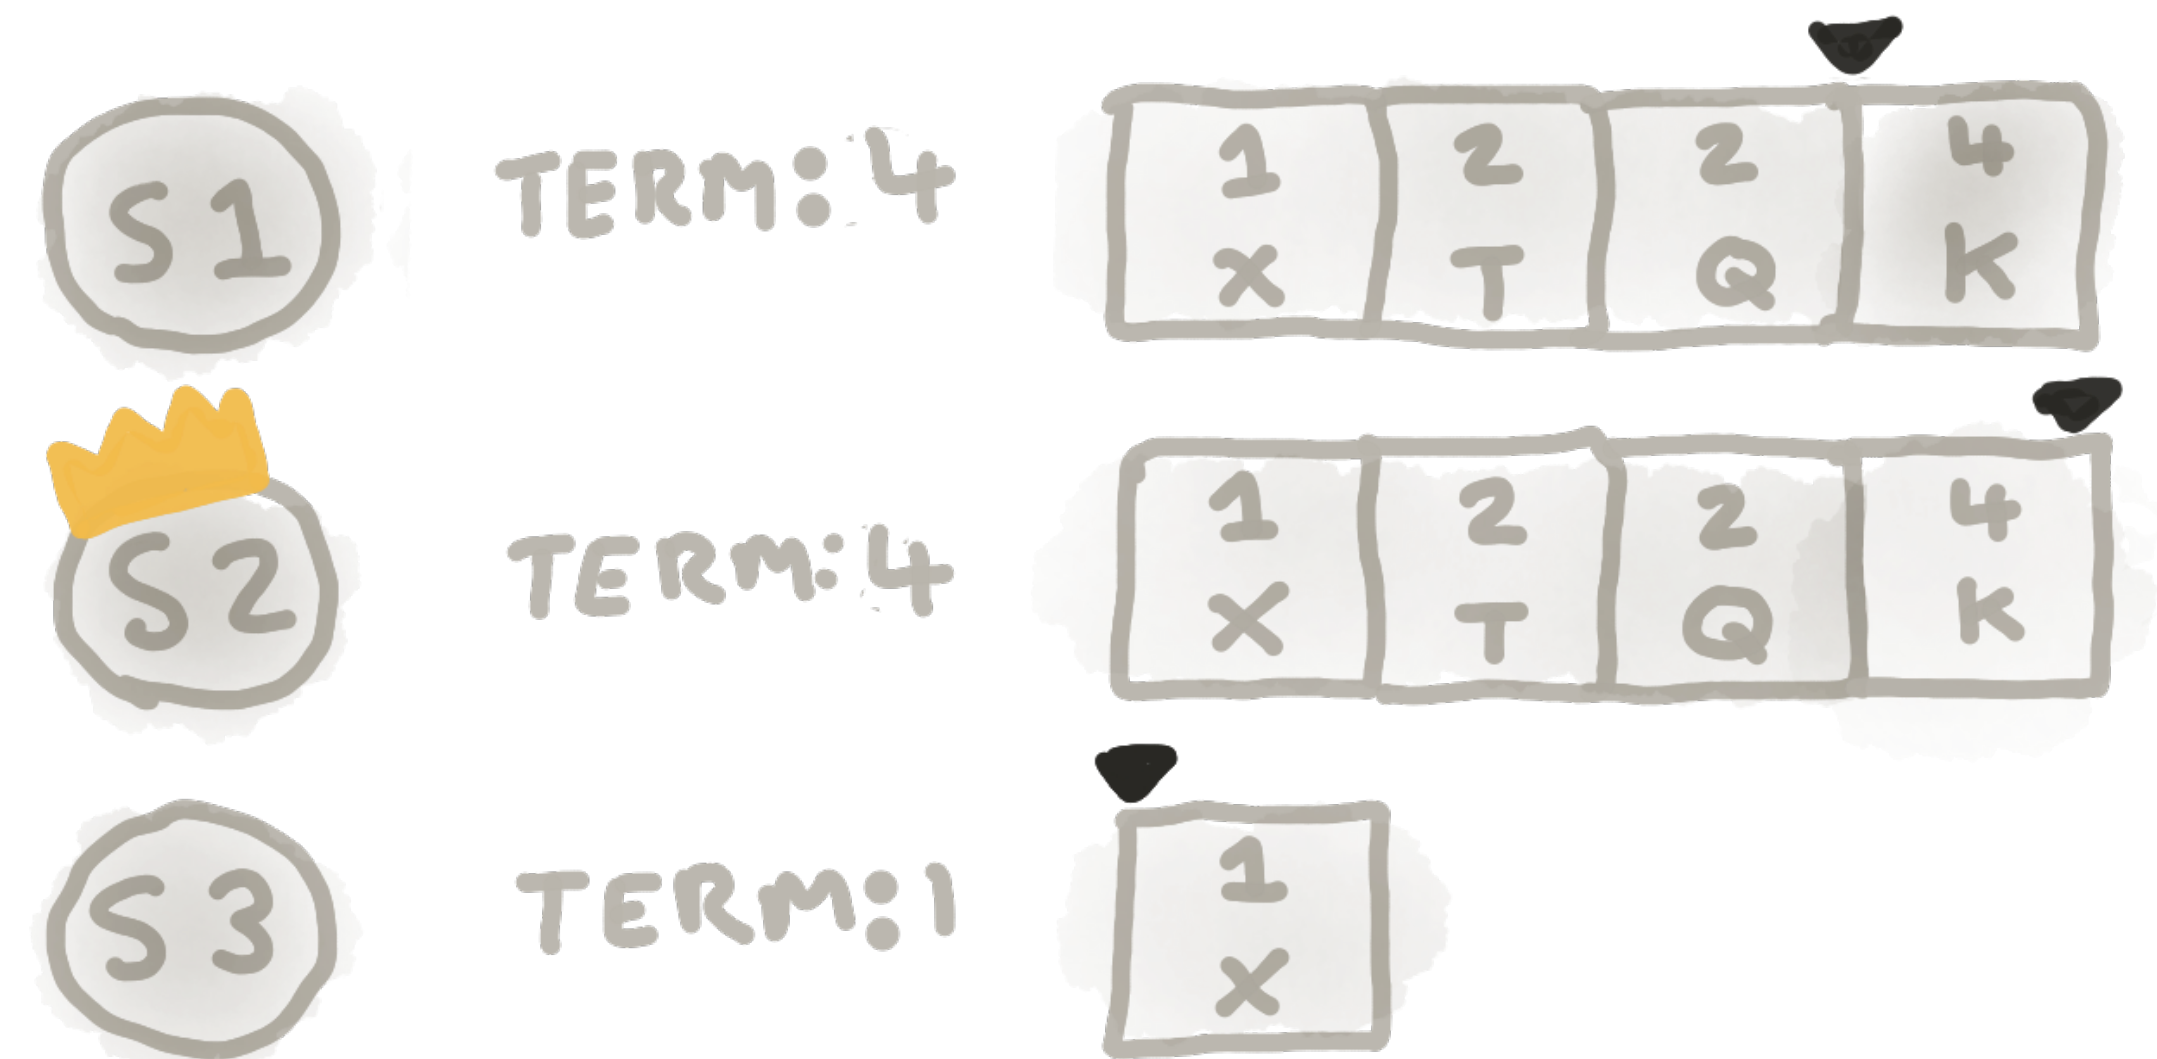 S1 TERM: 4 1 2 2 4
X T Q K
S2 TERM: 4 1 2 2 4
X T Q K
S3 TERM: 1 1
X